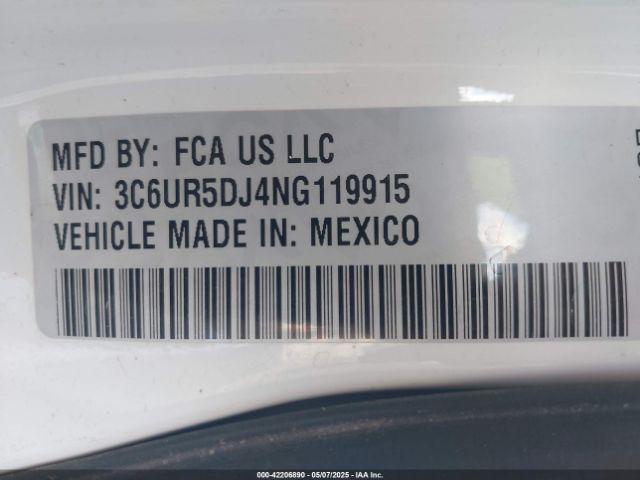 MFD BY: FCA US LLC
VIN: 3C6UR5DJ4NG119915
VEHICLE MADE IN: MEXICO
000-42206890 - 05/07/2025 - IAA Inc.